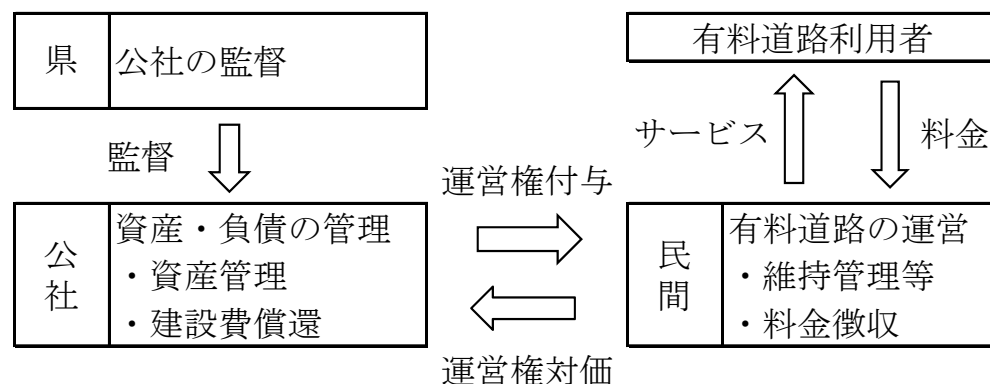 県
公社の監督
監督
公社
資産・負債の管理
・資産管理
・建設費償還
運営権付与
運営権対価
有料道路利用者
サービス
料金
民間
有料道路の運営
・維持管理等
・料金徴収